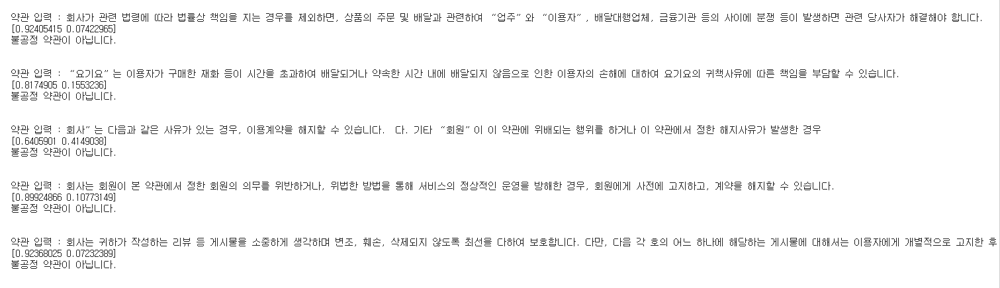 약관 입력 : 회사가 관련 법령에 따라 법률상 책임을 지는 경우를 제외하면, 상품의 주문 및 배달과 관련하여 “업주” 와 “이용자” , 배달대행업체, 금융기관 등의 사이에 분쟁 등이 발생하면 관련 당사자가 해결해야 합니다.
[0.92405415 0.07422965]
불공정 약관이 아닙니다.
약관 입력 : “요기요” 는 이용자가 구매한 재화 등이 시간을 초과하여 배달되거나 약속한 시간 내에 배달되지 않음으로 인한 이용자의 손해에 대하여 요기요의 귀책사유에 따른 책임을 부담할 수 있습니다.
[0.8174905 0.1553236]
불공정 약관이 아닙니다.
약관 입력 : 회사” 는 다음과 같은 사유가 있는 경우, 이용계약을 해지할 수 있습니다. 다. 기타 “회원” 이 이 약관에 위배되는 행위를 하거나 이 약관에서 정한 해지사유가 발생한 경우
[0.6405901 0.4149038]
불공정 약관이 아닙니다.
약관 입력 : 회사는 회원이 본 약관에서 정한 회원의 의무를 위반하거나, 위법한 방법을 통해 서비스의 정상적인 운영을 방해한 경우, 회원에게 사전에 고지하고, 계약을 해지할 수 있습니다.
[0.89924866 0.10773149]
불공정 약관이 아닙니다.
약관 입력 : 회사는 귀하가 작성하는 리뷰 등 게시물을 소중하게 생각하며 변조, 훼손, 삭제되지 않도록 최선을 다하여 보호합니다. 다만, 다음 각 호의 어느 하나에 해당하는 게시물에 대해서는 이용자에게 개별적으로 고지한 후
[0.92368025 0.07232389]
불공정 약관이 아닙니다.